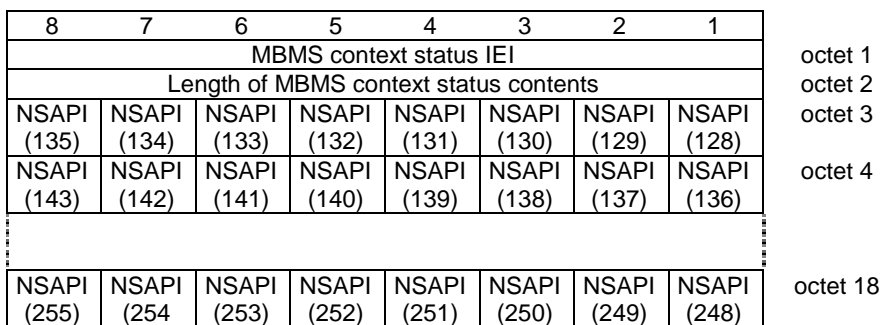 8 7 6 5 4 3 2 1
MBMS context status IEI octet 1
Length of MBMS context status contents octet 2
NSAPI NSAPI NSAPI NSAPI NSAPI NSAPI NSAPI NSAPI octet 3
(135) (134) (133) (132) (131) (130) (129) (128)
NSAPI NSAPI NSAPI NSAPI NSAPI NSAPI NSAPI NSAPI octet 4
(143) (142) (141) (140) (139) (138) (137) (136)
NSAPI NSAPI NSAPI NSAPI NSAPI NSAPI NSAPI NSAPI octet 18
(255) (254 (253) (252) (251) (250) (249) (248)